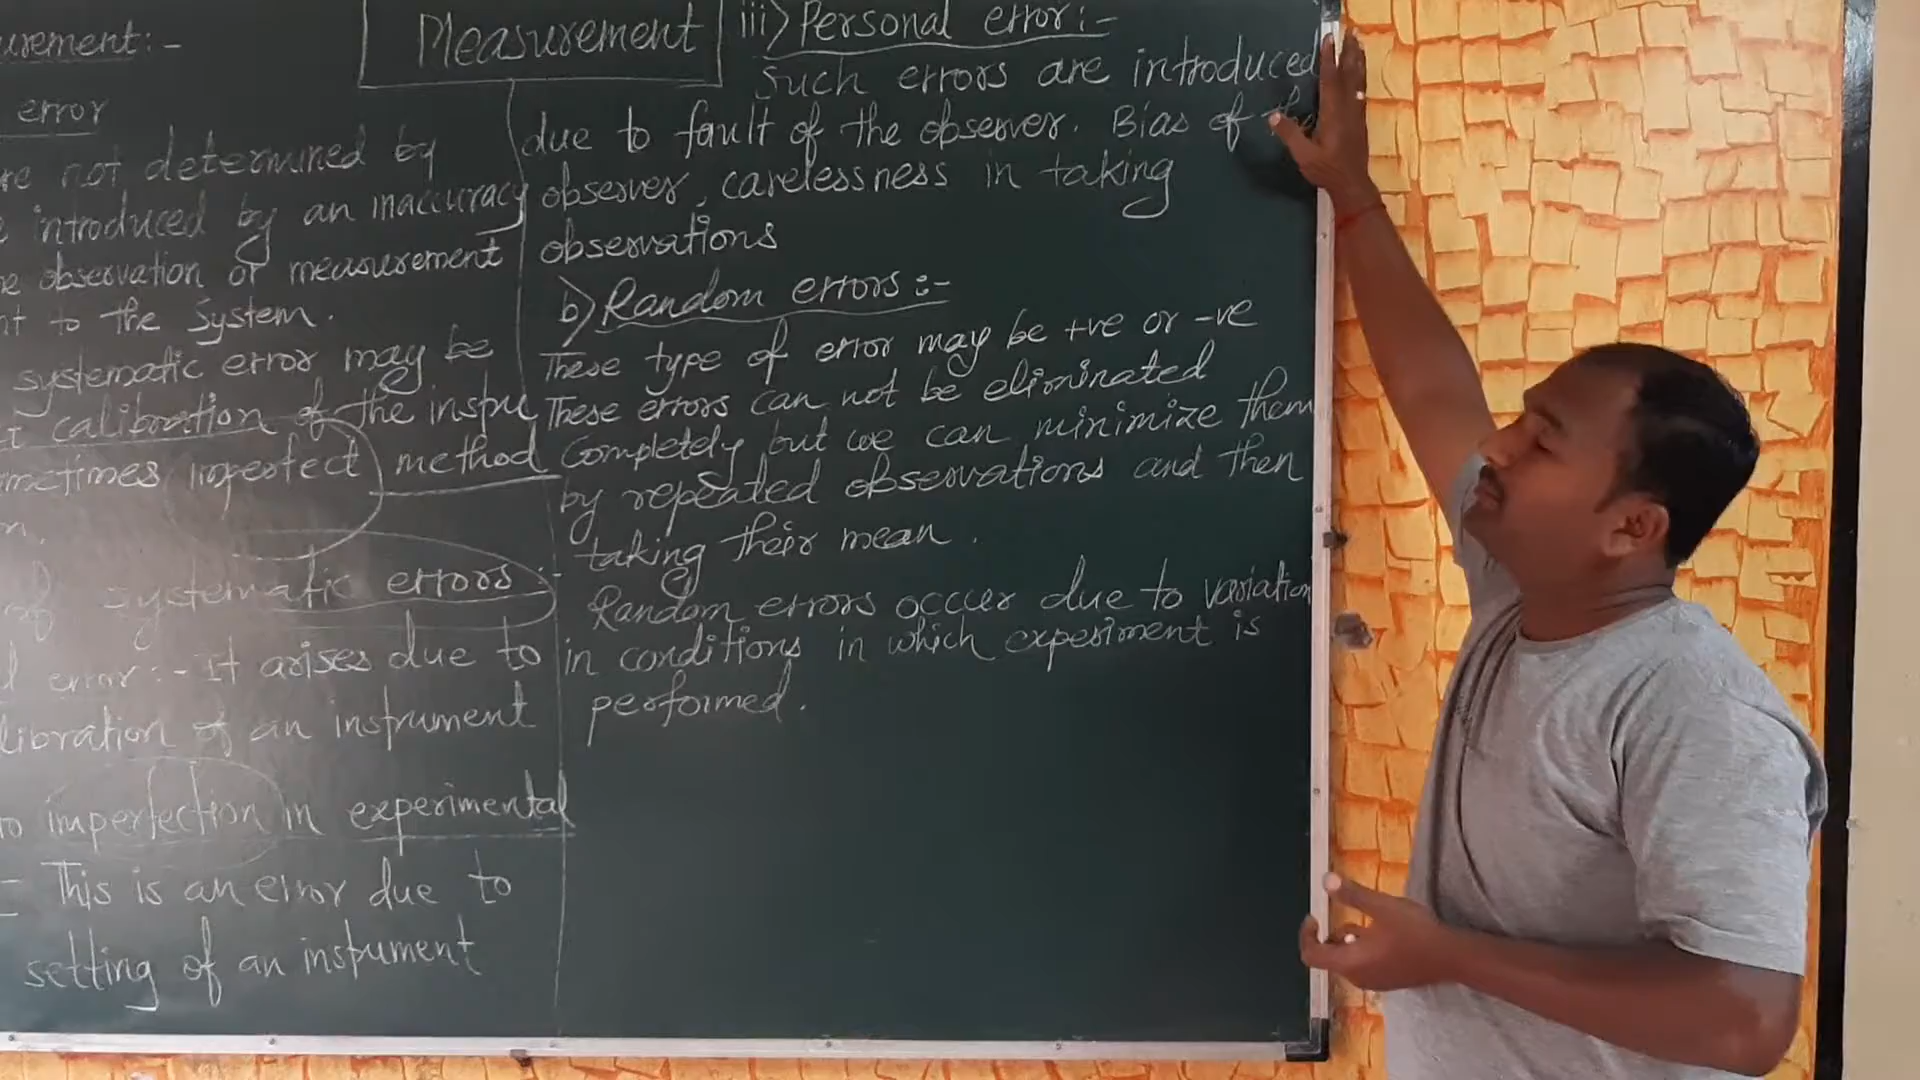 Measurement
urement:-
error
re not determined by
introduced by an inaccuracy
observation or measurement
nt to the system.
systematic error may be
calibration of the instru
metimes imperfect method
n.
of systematic errors:-
l error:- It arises due to
libration of an instrument
to imperfection in experimental
- This is an error due to
setting of an instrument
iii) Personal error:-
Such errors are introduced
due to fault of the observer. Bias of the
observer, carelessness in taking
observations
b) Random errors:-
These type of error may be +ve or -ve
These errors can not be eliminated
completely but we can minimize them
by repeated observations and then
taking their mean.
Random errors occur due to variation
in conditions in which experiment is
performed.